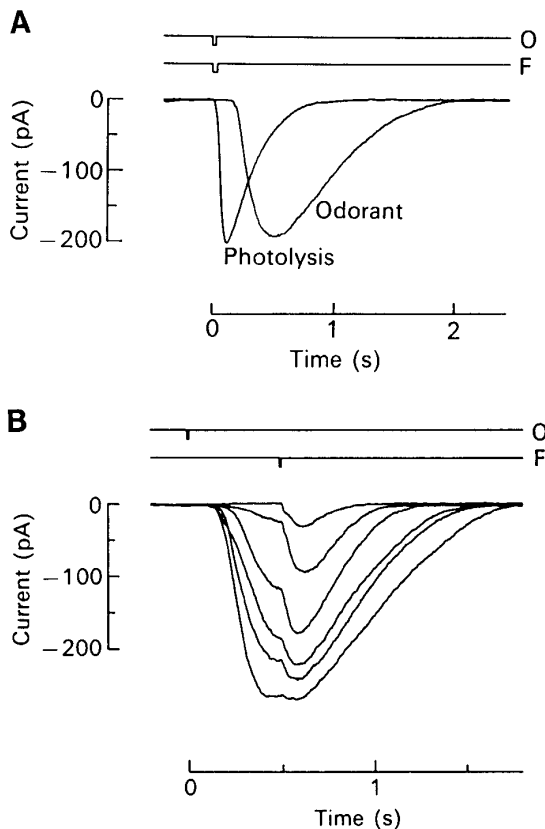 A
O
F
0
−100
−200
Current (pA)
Odorant
Photolysis
0 1 2
Time (s)
B
O
F
0
−100
−200
Current (pA)
0 1
Time (s)